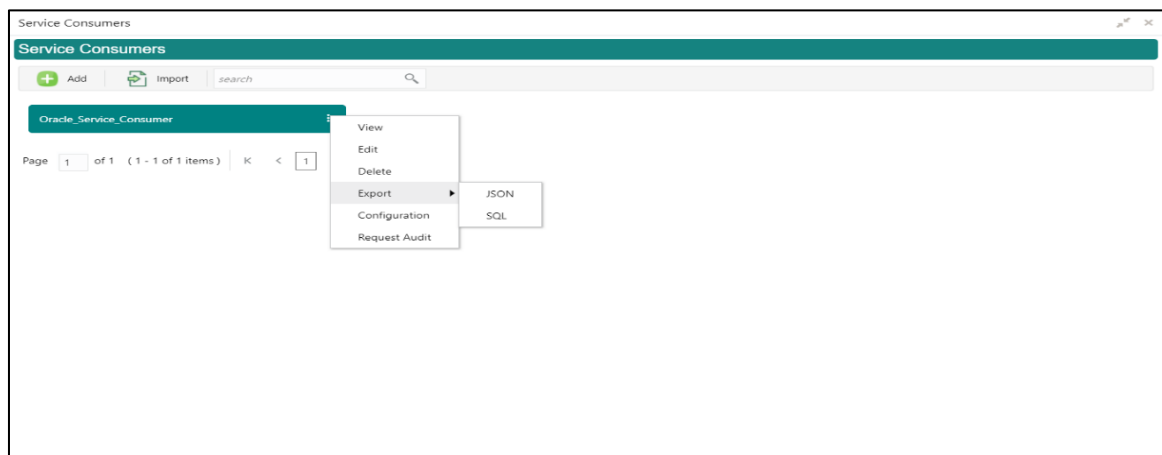 Service Consumers
Service Consumers
Add Import search
Oracle_Service_Consumer
View
Page 1 of 1 ( 1 - 1 of 1 items ) K < 1
Edit
Delete
Export JSON
Configuration SQL
Request Audit